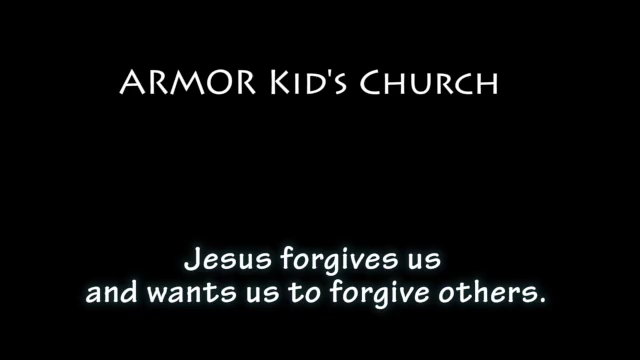 ARMOR Kid's Church
Jesus forgives us
and wants us to forgive others.